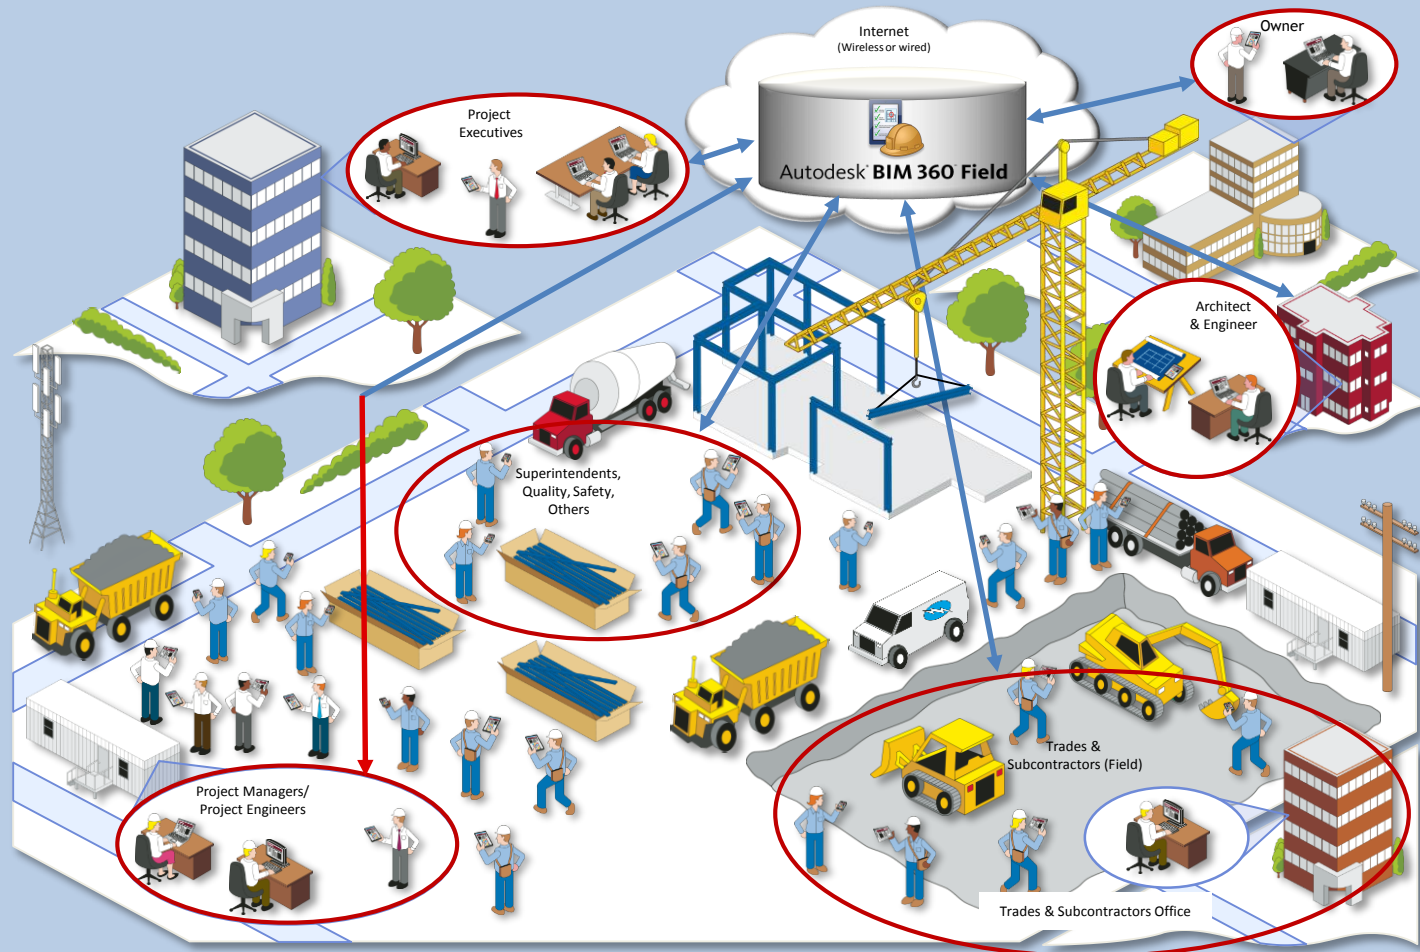 Internet
(Wireless or wired)
Autodesk® BIM 360™ Field
Owner
Project
Executives
Architect
& Engineer
Superintendents,
Quality, Safety,
Others
Trades &
Subcontractors (Field)
Project Managers/
Project Engineers
Trades & Subcontractors Office